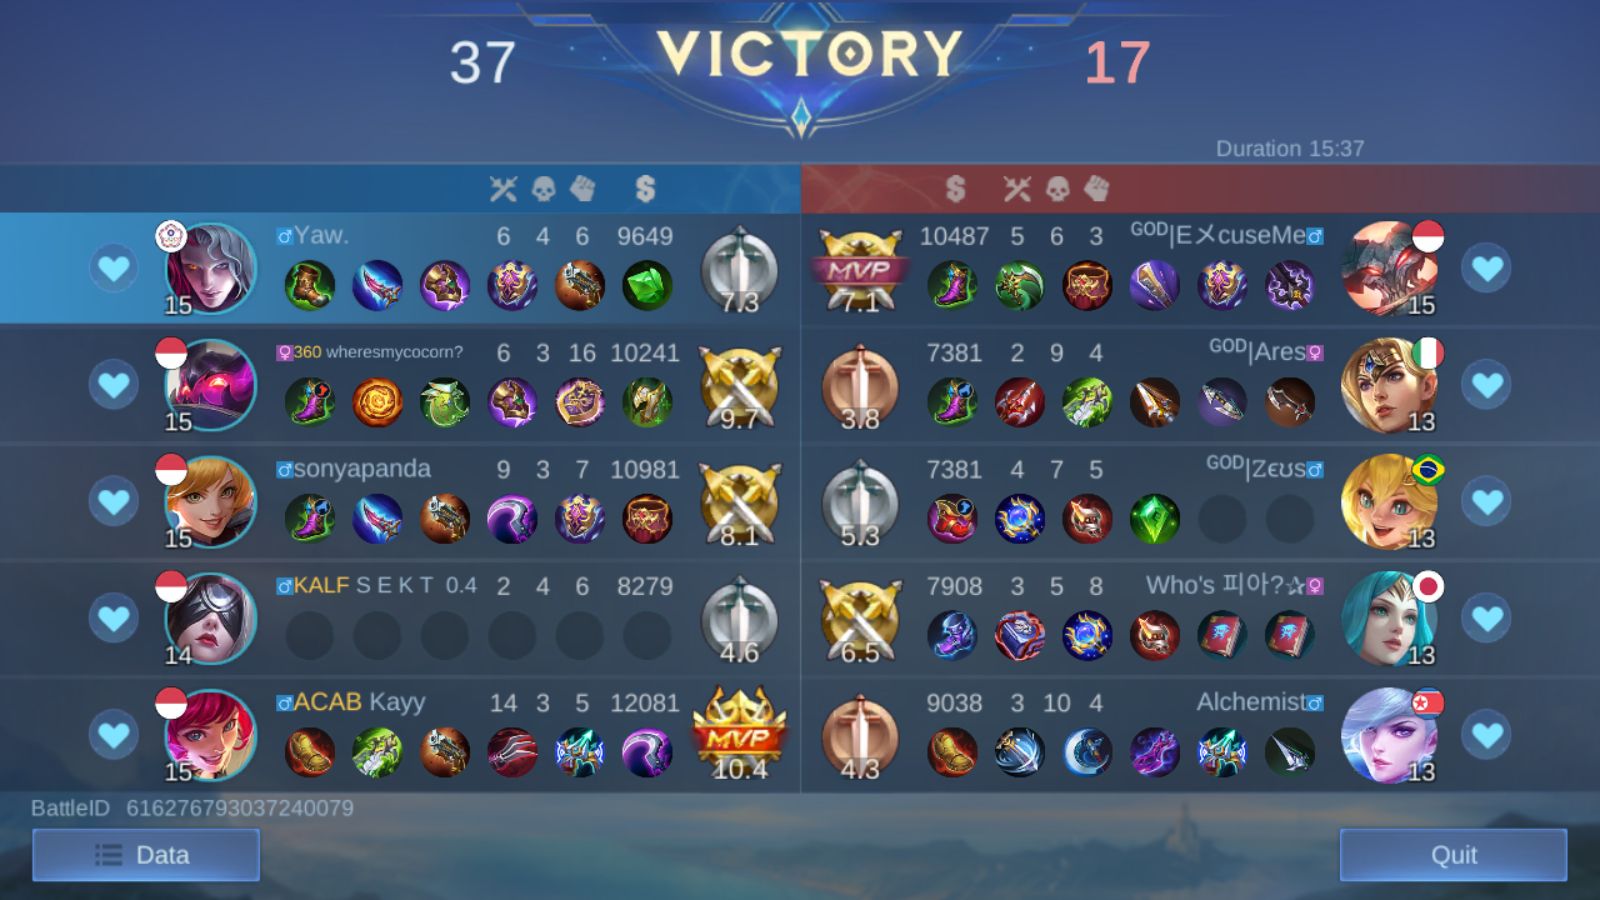 37 VICTORY 17
Duration 15:37
Yaw. 6 4 6 9649 7.3 15
MVP 7.1 10487 5 6 3 GOD|EメcuseMe 15
360 wheresmycocorn? 6 3 16 10241 9.7 15
3.8 7381 2 9 4 GOD|Ares 13
sonyapanda 9 3 7 10981 8.1 15
5.3 7381 4 7 5 GOD|Zєυs 13
KALF S E K T 0.4 2 4 6 8279 4.6 14
6.5 7908 3 5 8 Who's 피아?✰ 13
ACAB Kayy 14 3 5 12081 MVP 10.4 15
4.3 9038 3 10 4 Alchemist 13
BattleID 616276793037240079
Data
Quit